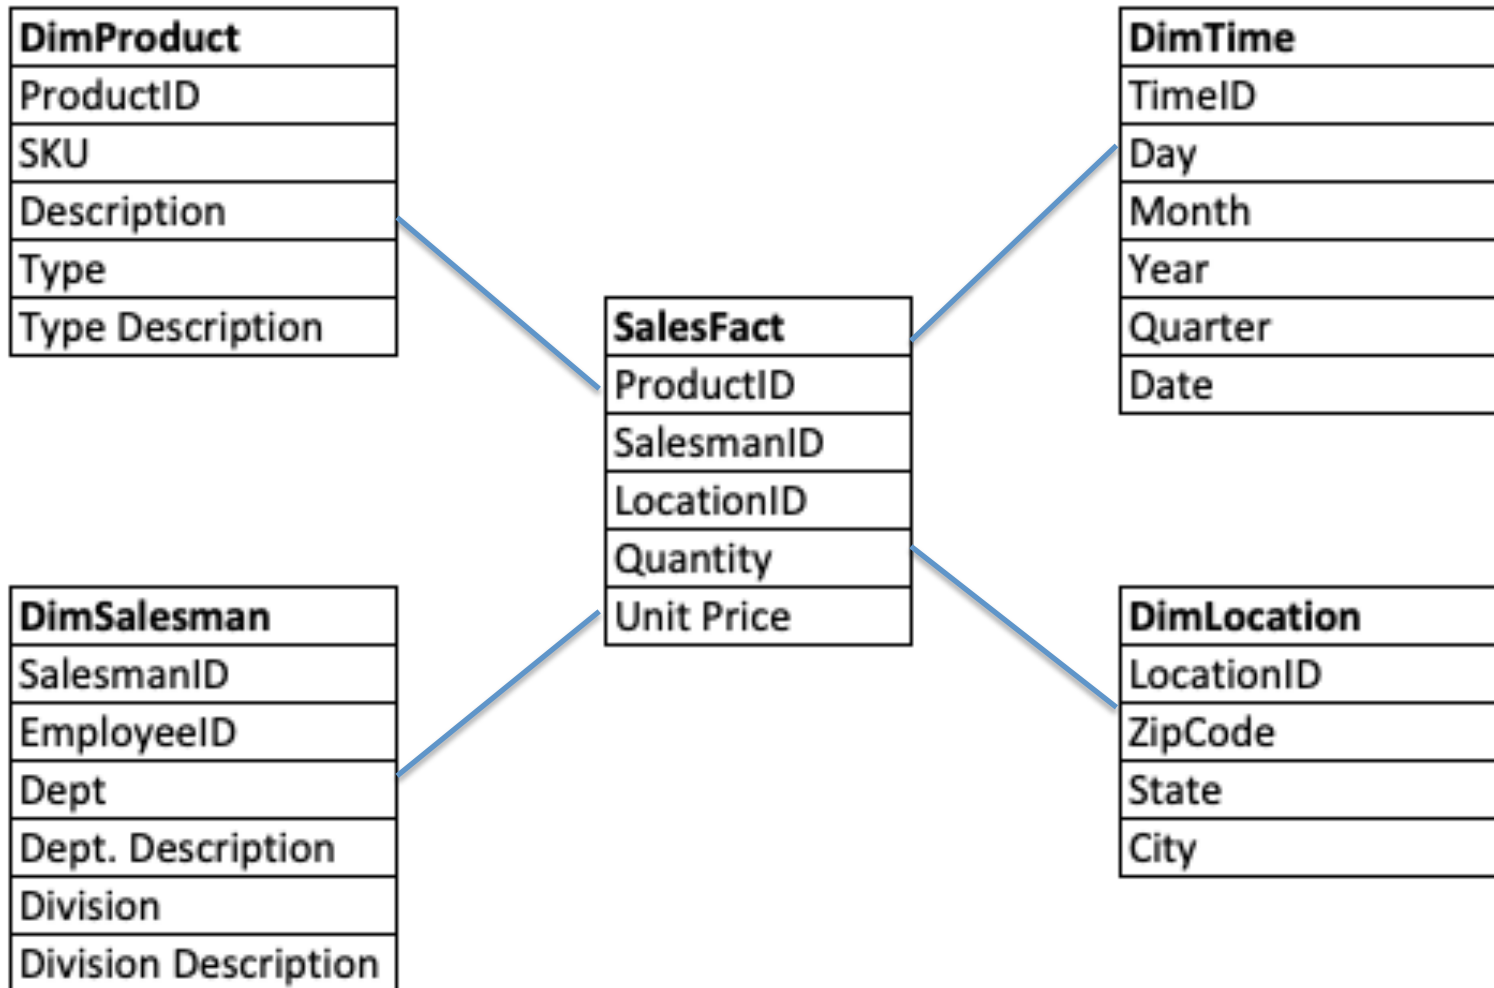 DimProduct
ProductID
SKU
Description
Type
Type Description
DimTime
TimeID
Day
Month
Year
Quarter
Date
SalesFact
ProductID
SalesmanID
LocationID
Quantity
Unit Price
DimSalesman
SalesmanID
EmployeeID
Dept
Dept. Description
Division
Division Description
DimLocation
LocationID
ZipCode
State
City